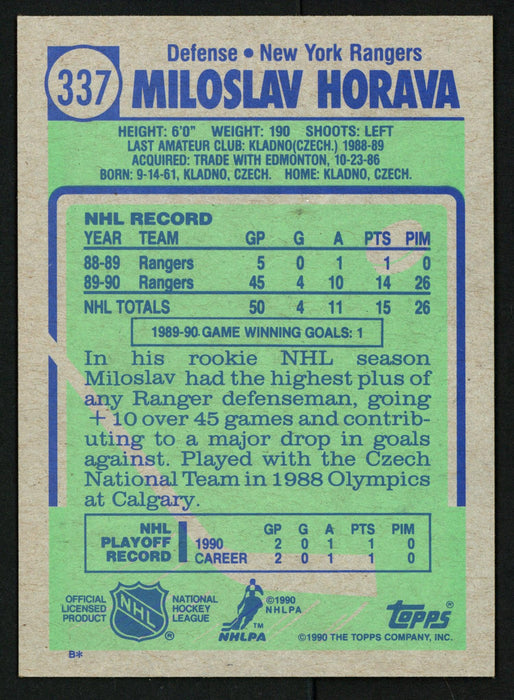 337
Defense • New York Rangers
MILOSLAV HORAVA
HEIGHT: 6'0" WEIGHT: 190 SHOOTS: LEFT
LAST AMATEUR CLUB: KLADNO(CZECH.) 1988-89
ACQUIRED: TRADE WITH EDMONTON, 10-23-86
BORN: 9-14-61, KLADNO, CZECH. HOME: KLADNO, CZECH.
NHL RECORD
YEAR TEAM GP G A PTS PIM
88-89 Rangers 5 0 1 1 0
89-90 Rangers 45 4 10 14 26
NHL TOTALS 50 4 11 15 26
1989-90 GAME WINNING GOALS: 1
In his rookie NHL season
Miloslav had the highest plus of
any Ranger defenseman, going
+10 over 45 games and contrib-
uting to a major drop in goals
against. Played with the Czech
National Team in 1988 Olympics
at Calgary.
NHL PLAYOFF RECORD
GP G A PTS PIM
1990 2 0 1 1 0
CAREER 2 0 1 1 0
OFFICIAL
LICENSED
PRODUCT
NHL
®
NATIONAL
HOCKEY
LEAGUE
©1990
NHLPA
™
NHLPA
topps®
©1990 THE TOPPS COMPANY, INC.
B*